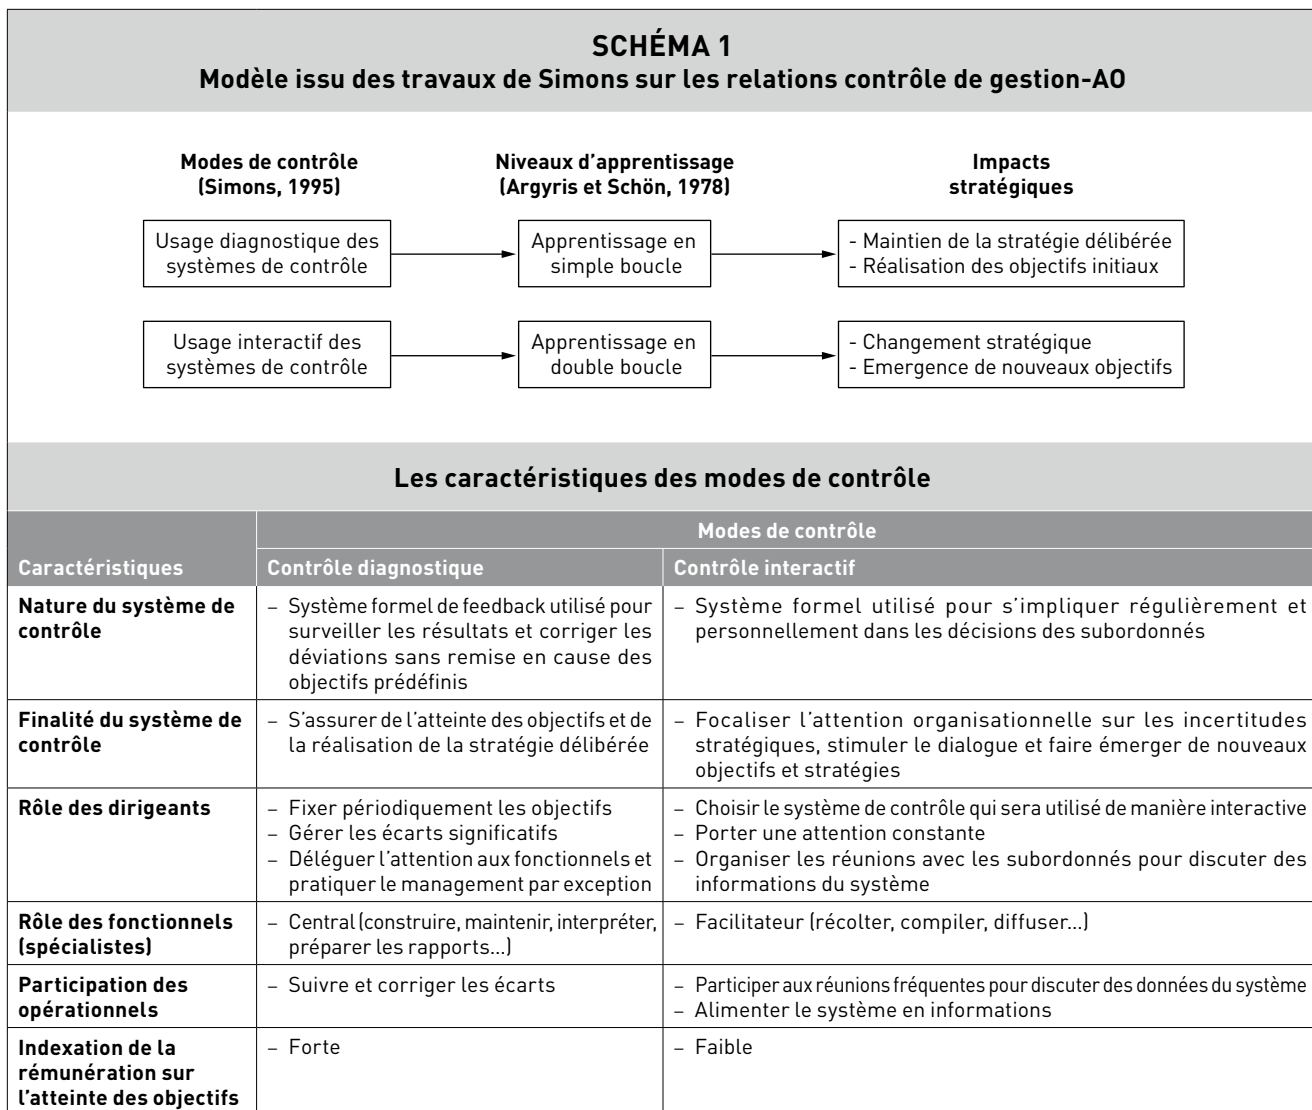 SCHÉMA 1
Modèle issu des travaux de Simons sur les relations contrôle de gestion-AO
Modes de contrôle
(Simons, 1995)
Niveaux d'apprentissage
(Argyris et Schön, 1978)
Impacts
stratégiques
Usage diagnostique des
systèmes de contrôle
Apprentissage en
simple boucle
- Maintien de la stratégie délibérée
- Réalisation des objectifs initiaux
Usage interactif des
systèmes de contrôle
Apprentissage en
double boucle
- Changement stratégique
- Emergence de nouveaux objectifs
Les caractéristiques des modes de contrôle
Modes de contrôle
Caractéristiques
Contrôle diagnostique
Contrôle interactif
Nature du système de
contrôle
– Système formel de feedback utilisé pour
surveiller les résultats et corriger les
déviations sans remise en cause des
objectifs prédéfinis
– Système formel utilisé pour s'impliquer régulièrement et
personnellement dans les décisions des subordonnés
Finalité du système de
contrôle
– S'assurer de l'atteinte des objectifs et de
la réalisation de la stratégie délibérée
– Focaliser l'attention organisationnelle sur les incertitudes
stratégiques, stimuler le dialogue et faire émerger de nouveaux
objectifs et stratégies
Rôle des dirigeants
– Fixer périodiquement les objectifs
– Gérer les écarts significatifs
– Déléguer l'attention aux fonctionnels et
pratiquer le management par exception
– Choisir le système de contrôle qui sera utilisé de manière interactive
– Porter une attention constante
– Organiser les réunions avec les subordonnés pour discuter des
informations du système
Rôle des fonctionnels
(spécialistes)
– Central (construire, maintenir, interpréter,
préparer les rapports...)
– Facilitateur (récolter, compiler, diffuser...)
Participation des
opérationnels
– Suivre et corriger les écarts
– Participer aux réunions fréquentes pour discuter des données du système
– Alimenter le système en informations
Indexation de la
rémunération sur
l'atteinte des objectifs
– Forte
– Faible